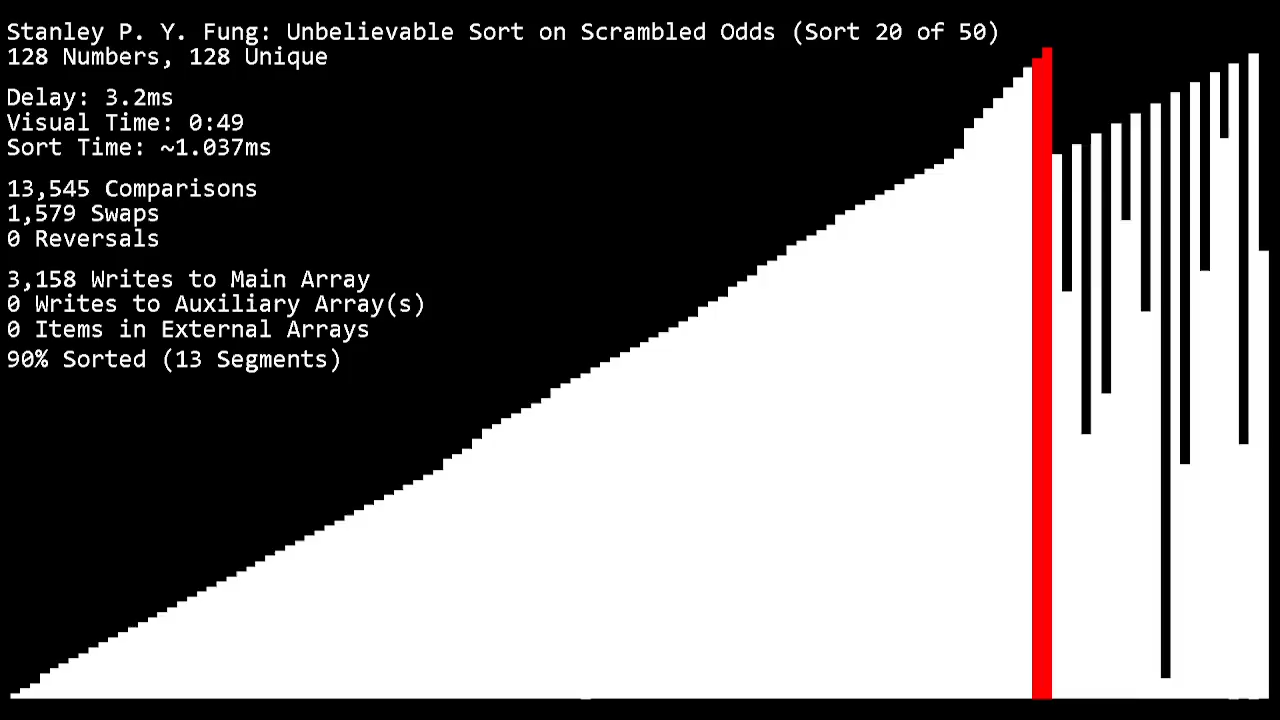 Stanley P. Y. Fung: Unbelievable Sort on Scrambled Odds (Sort 20 of 50)
128 Numbers, 128 Unique
Delay: 3.2ms
Visual Time: 0:49
Sort Time: ~1.037ms
13,545 Comparisons
1,579 Swaps
0 Reversals
3,158 Writes to Main Array
0 Writes to Auxiliary Array(s)
0 Items in External Arrays
90% Sorted (13 Segments)